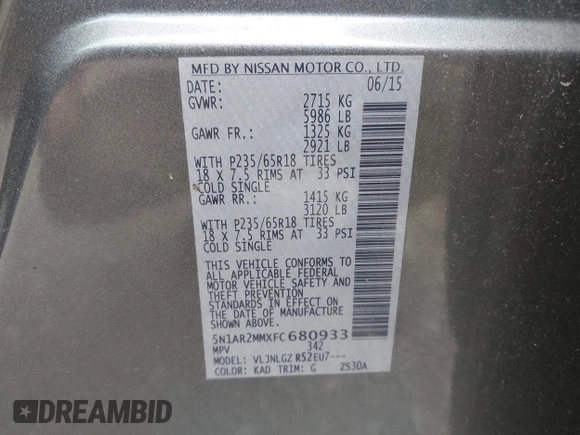 MFD BY NISSAN MOTOR CO., LTD.
DATE: 06/15
GVWR: 2715 KG
5986 LB
GAWR FR.: 1325 KG
2921 LB
WITH P235/65R18 TIRES
18 X 7.5 RIMS AT 33 PSI
COLD SINGLE
GAWR RR.: 1415 KG
3120 LB
WITH P235/65R18 TIRES
18 X 7.5 RIMS AT 33 PSI
COLD SINGLE
THIS VEHICLE CONFORMS TO
ALL APPLICABLE FEDERAL
MOTOR VEHICLE SAFETY AND
THEFT PREVENTION
STANDARDS IN EFFECT ON
THE DATE OF MANUFACTURE
SHOWN ABOVE.
5N1AR2MMXFC680933
MPV 342
MODEL: VLJNLGZ R52EU7---
COLOR: KAD TRIM: G ZS30A
DREAMBID
DREAMBID